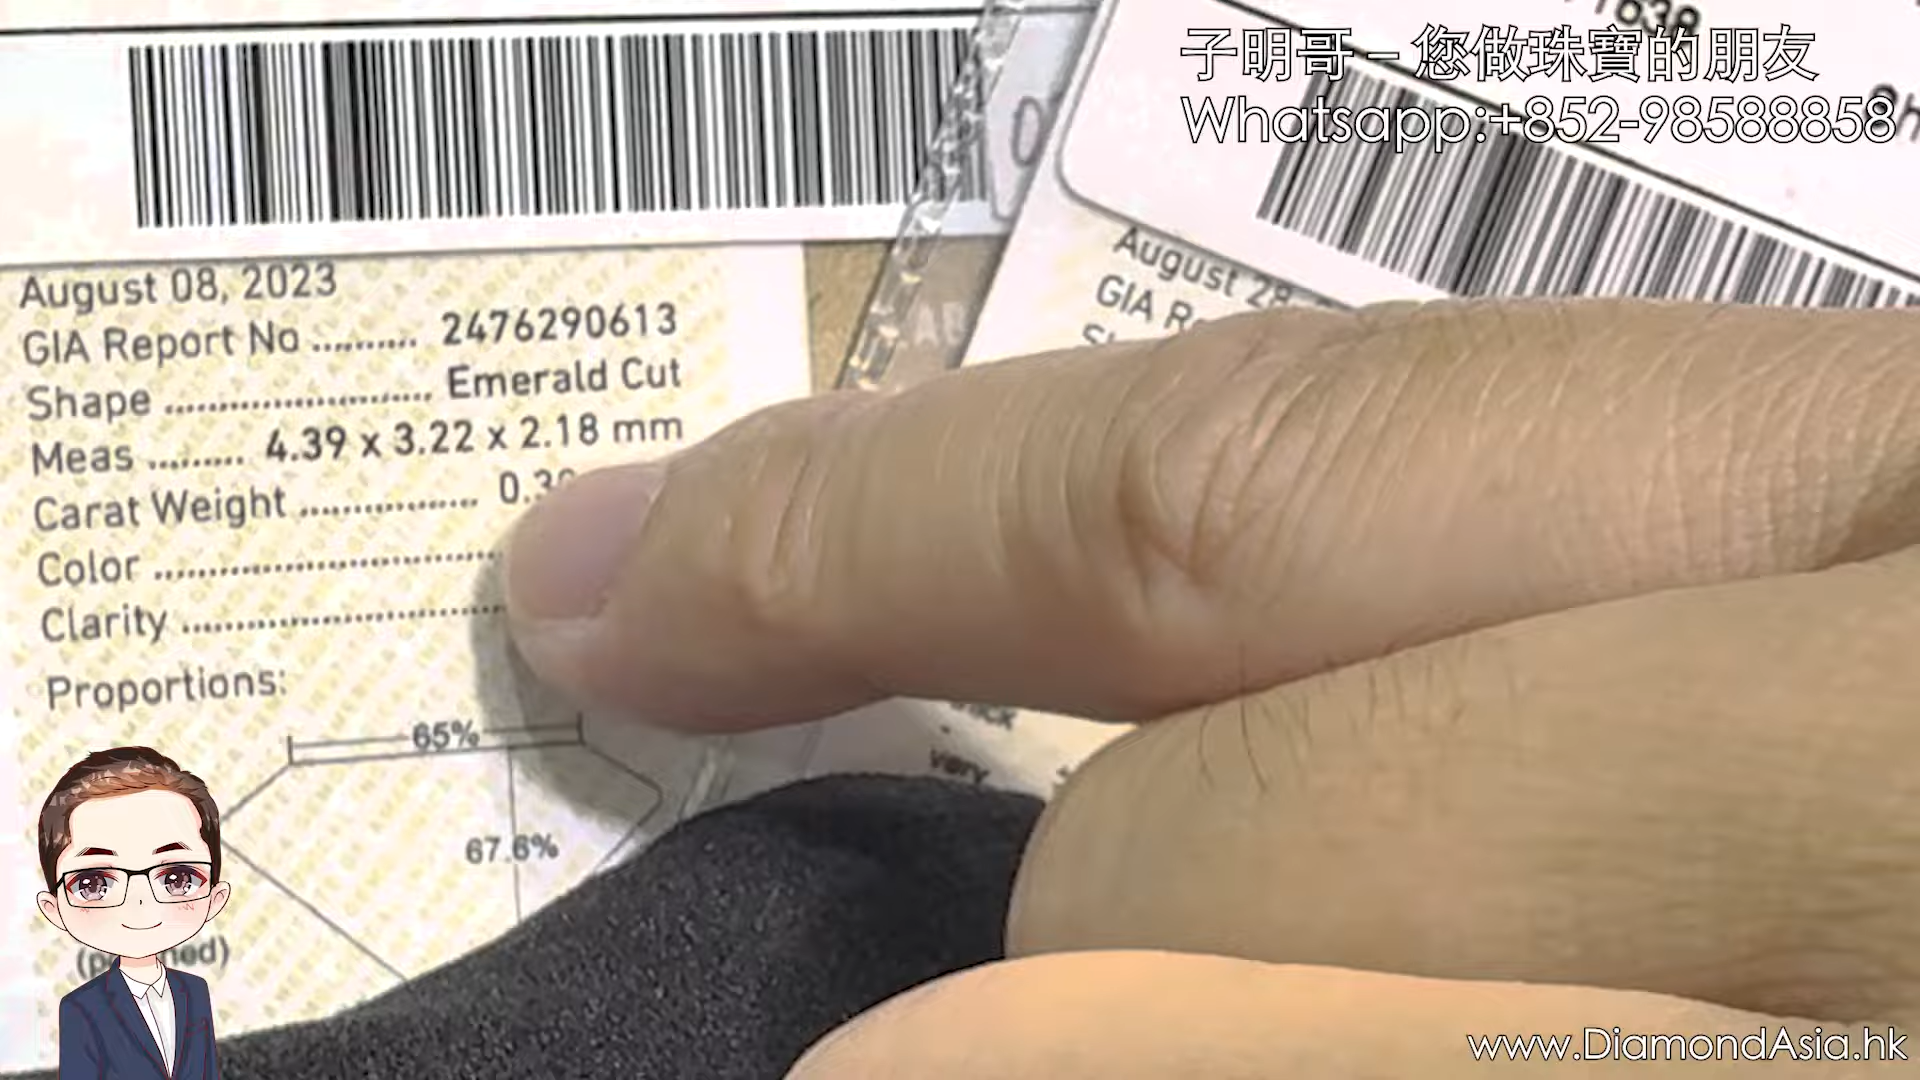 子明哥 – 您做珠寶的朋友
Whatsapp:+852-98588858
August 08, 2023
GIA Report No .......... 2476290613
Shape ........................ Emerald Cut
Meas ......... 4.39 x 3.22 x 2.18 mm
Carat Weight ................ 0.3
Color ................................
Clarity ..............................
Proportions:
65%
67.6%
August 28
GIA R
very
www.DiamondAsia.hk